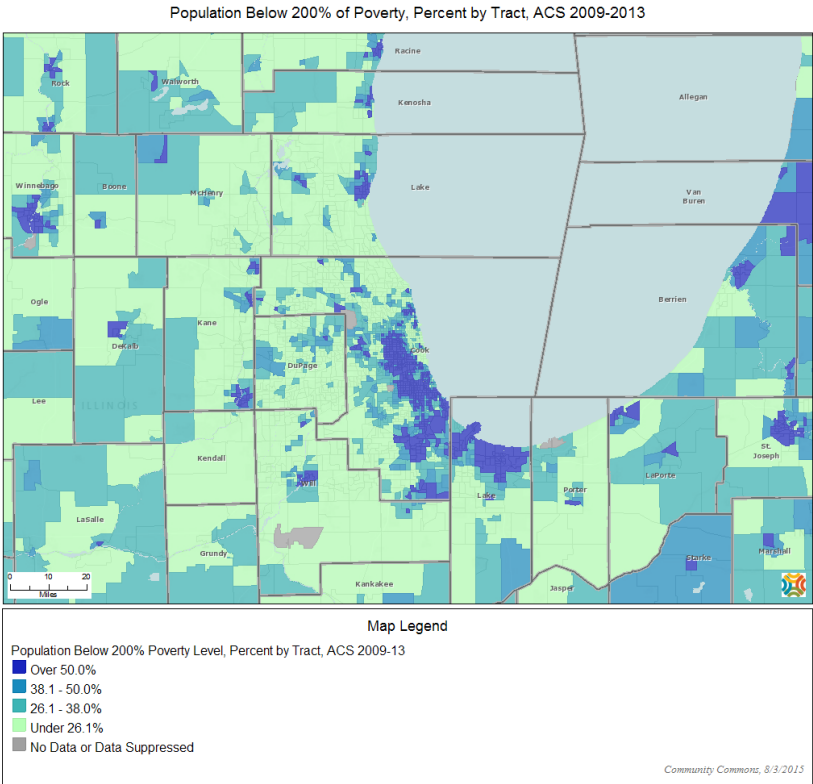 Population Below 200% of Poverty, Percent by Tract, ACS 2009-2013
Racine
Rock
Walworth
Kenosha
Allegan
Winnebago
Boone
McHenry
Lake
Van
Buren
Ogle
Kane
Berrien
DeKalb
Cook
DuPage
Lee
ILLINOIS
Kendall
St.
Joseph
Will
LaPorte
Lake
Porter
LaSalle
Grundy
Starke
Marshall
Kankakee
Jasper
0 10 20
Miles
Map Legend
Population Below 200% Poverty Level, Percent by Tract, ACS 2009-13
Over 50.0%
38.1 - 50.0%
26.1 - 38.0%
Under 26.1%
No Data or Data Suppressed
Community Commons, 8/3/2015